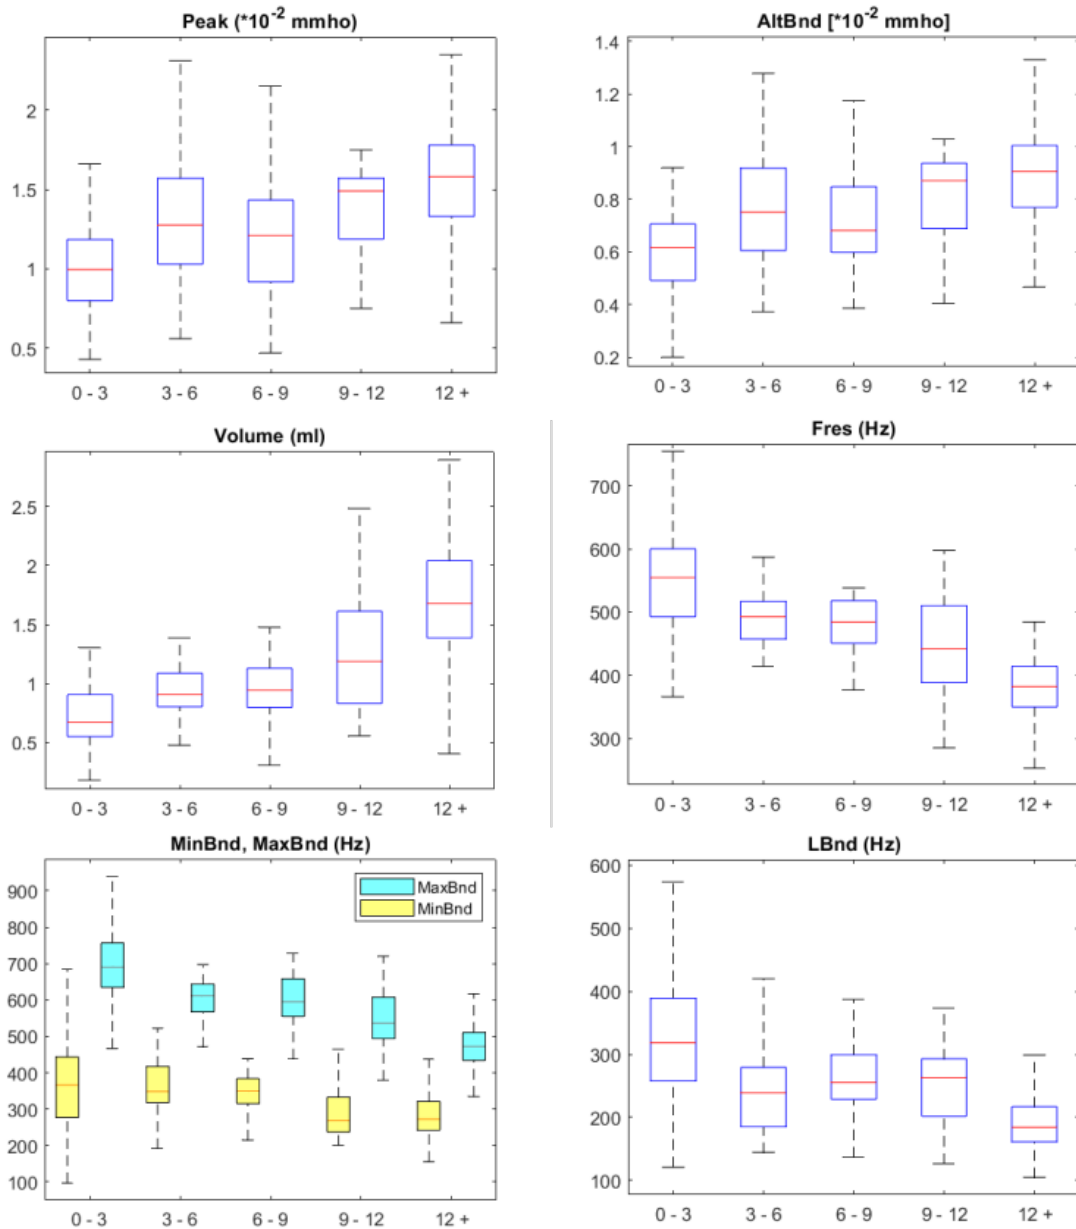 Peak (*10-2 mmho)
2
1.5
1
0.5
0 - 3 3 - 6 6 - 9 9 - 12 12 +
AltBnd [*10-2 mmho]
1.4
1.2
1
0.8
0.6
0.4
0.2
0 - 3 3 - 6 6 - 9 9 - 12 12 +
Volume (ml)
2.5
2
1.5
1
0.5
0 - 3 3 - 6 6 - 9 9 - 12 12 +
Fres (Hz)
700
600
500
400
300
0 - 3 3 - 6 6 - 9 9 - 12 12 +
MinBnd, MaxBnd (Hz)
900
800
700
600
500
400
300
200
100
MaxBnd
MinBnd
0 - 3 3 - 6 6 - 9 9 - 12 12 +
LBnd (Hz)
600
500
400
300
200
100
0 - 3 3 - 6 6 - 9 9 - 12 12 +